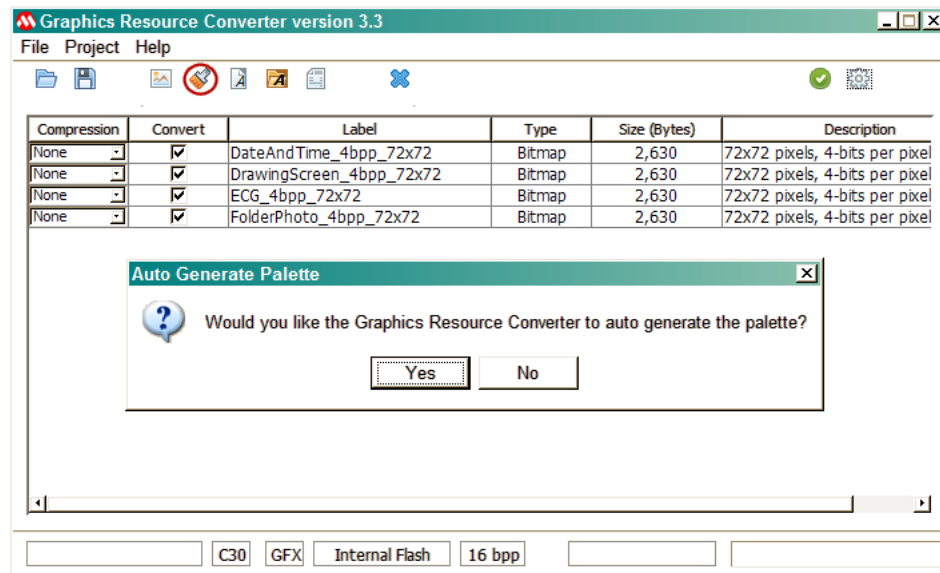 Graphics Resource Converter version 3.3
File Project Help
Compression Convert Label Type Size (Bytes) Description
None DateAndTime_4bpp_72x72 Bitmap 2,630 72x72 pixels, 4-bits per pixel
None DrawingScreen_4bpp_72x72 Bitmap 2,630 72x72 pixels, 4-bits per pixel
None ECG_4bpp_72x72 Bitmap 2,630 72x72 pixels, 4-bits per pixel
None FolderPhoto_4bpp_72x72 Bitmap 2,630 72x72 pixels, 4-bits per pixel
Auto Generate Palette
Would you like the Graphics Resource Converter to auto generate the palette?
Yes No
C30 GFX Internal Flash 16 bpp